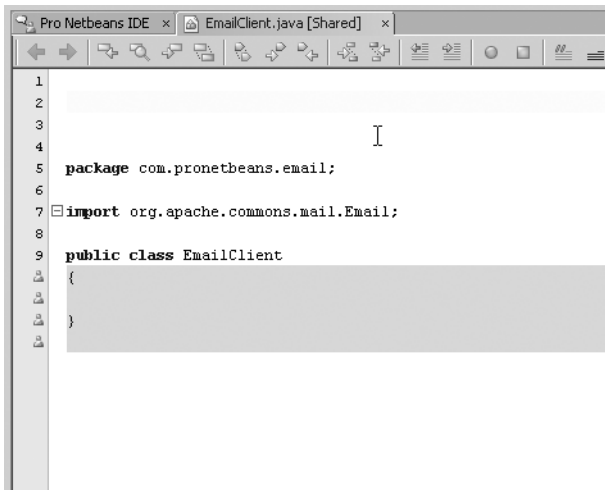 Pro Netbeans IDE x EmailClient.java [Shared] x
1
2
3
4
5 package com.pronetbeans.email;
6
7 import org.apache.commons.mail.Email;
8
9 public class EmailClient
{
}